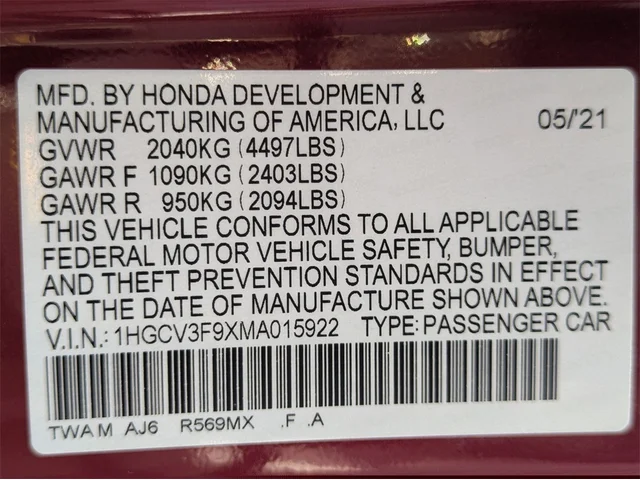 MFD. BY HONDA DEVELOPMENT &
MANUFACTURING OF AMERICA, LLC 05/'21
GVWR 2040KG (4497LBS)
GAWR F 1090KG (2403LBS)
GAWR R 950KG (2094LBS)
THIS VEHICLE CONFORMS TO ALL APPLICABLE
FEDERAL MOTOR VEHICLE SAFETY, BUMPER,
AND THEFT PREVENTION STANDARDS IN EFFECT
ON THE DATE OF MANUFACTURE SHOWN ABOVE.
V.I.N.: 1HGCV3F9XMA015922 TYPE: PASSENGER CAR
TWA M AJ6 R569MX .F .A